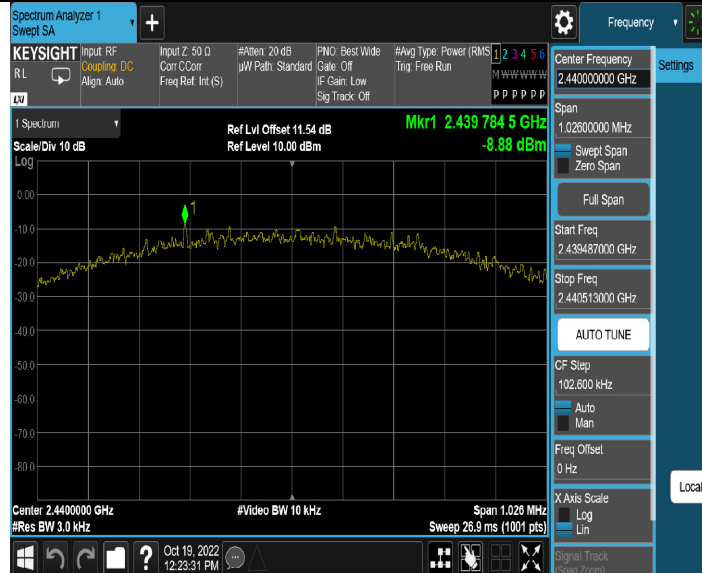 Spectrum Analyzer 1
Swept SA
Frequency
KEYSIGHT
R L
LXI
Input: RF
Coupling: DC
Align: Auto
Input Z: 50 Ω
Corr CCorr
Freq Ref: Int (S)
#Atten: 20 dB
µW Path: Standard
PNO: Best Wide
Gate: Off
IF Gain: Low
Sig Track: Off
#Avg Type: Power (RMS
Trig: Free Run
1 2 3 4 5 6
M W W W W W
P P P P P P
1 Spectrum
Scale/Div 10 dB
Ref Lvl Offset 11.54 dB
Ref Level 10.00 dBm
Mkr1 2.439 784 5 GHz
-8.88 dBm
Log
0.00
-10.0
-20.0
-30.0
-40.0
-50.0
-60.0
-70.0
-80.0
1
Center 2.4400000 GHz
#Res BW 3.0 kHz
#Video BW 10 kHz
Span 1.026 MHz
Sweep 26.9 ms (1001 pts)
?
Oct 19, 2022
12:23:31 PM
Center Frequency
2.440000000 GHz
Span
1.02600000 MHz
Swept Span
Zero Span
Full Span
Start Freq
2.439487000 GHz
Stop Freq
2.440513000 GHz
AUTO TUNE
CF Step
102.600 kHz
Auto
Man
Freq Offset
0 Hz
X Axis Scale
Log
Lin
Signal Track
(Span Zoom)
Settings
Local